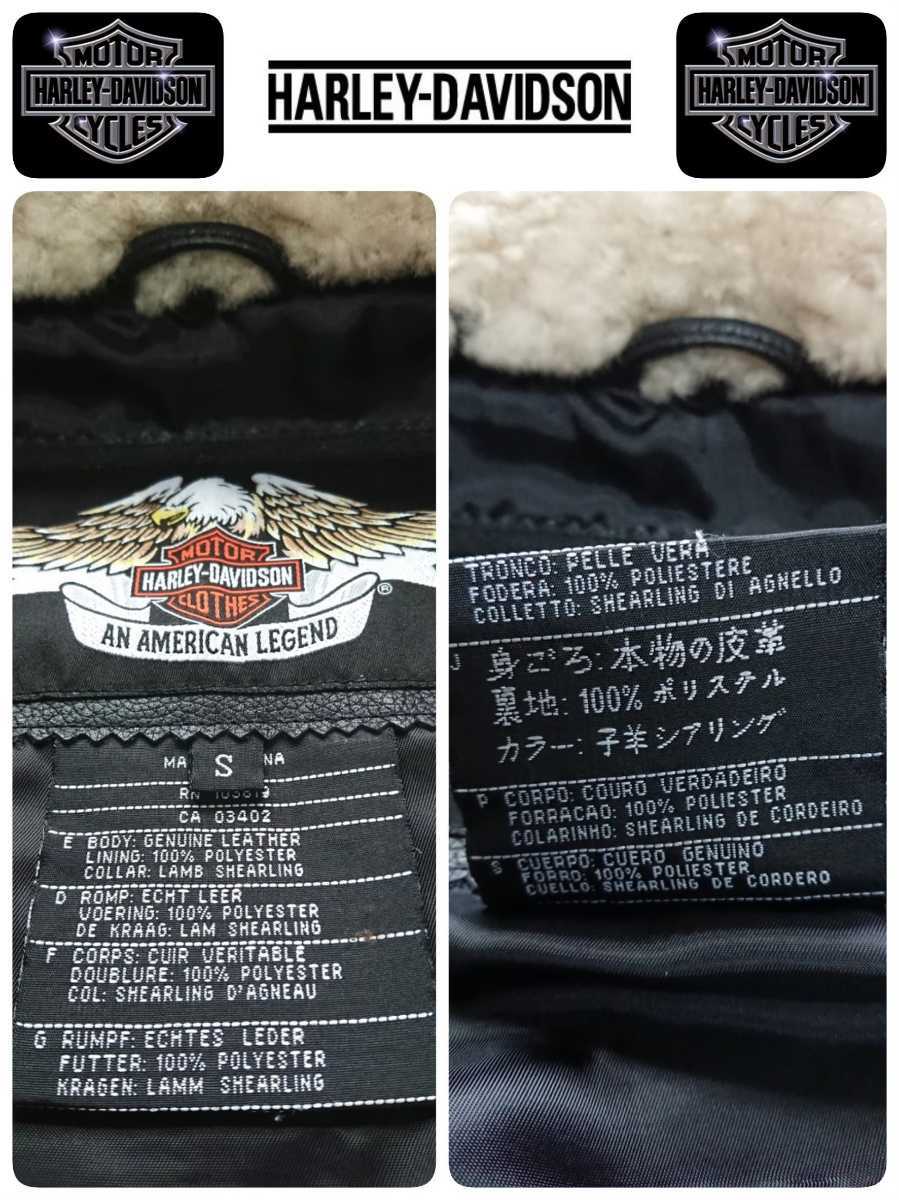 MOTOR
HARLEY-DAVIDSON
CYCLES
HARLEY-DAVIDSON
MOTOR
HARLEY-DAVIDSON
CYCLES
MOTOR
HARLEY-DAVIDSON
CLOTHES
®
AN AMERICAN LEGEND
S
MA NA
RN 103819
CA 03402
E BODY: GENUINE LEATHER
LINING: 100% POLYESTER
COLLAR: LAMB SHEARLING
D ROMP: ECHT LEER
VOERING: 100% POLYESTER
DE KRAAG: LAM SHEARLING
F CORPS: CUIR VERITABLE
DOUBLURE: 100% POLYESTER
COL: SHEARLING D'AGNEAU
G RUMPF: ECHTES LEDER
FUTTER: 100% POLYESTER
KRAGEN: LAMM SHEARLING
TRONCO: PELLE VERA
FODERA: 100% POLIESTERE
COLLETTO: SHEARLING DI AGNELLO
J 身ごろ: 本物の皮革
裏地: 100% ポリステル
カラー: 子羊シアリング
P CORPO: COURO VERDADEIRO
FORRACAO: 100% POLIESTER
COLARINHO: SHEARLING DE CORDEIRO
S CUERPO: CUERO GENUINO
FORRO: 100% POLIESTER
CUELLO: SHEARLING DE CORDERO